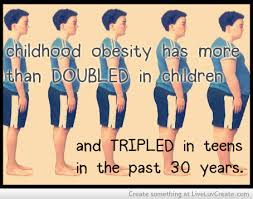 childhood obesity has more
than DOUBLED in children
and TRIPLED in teens
in the past 30 years.
Create something at LiveLuvCreate.com